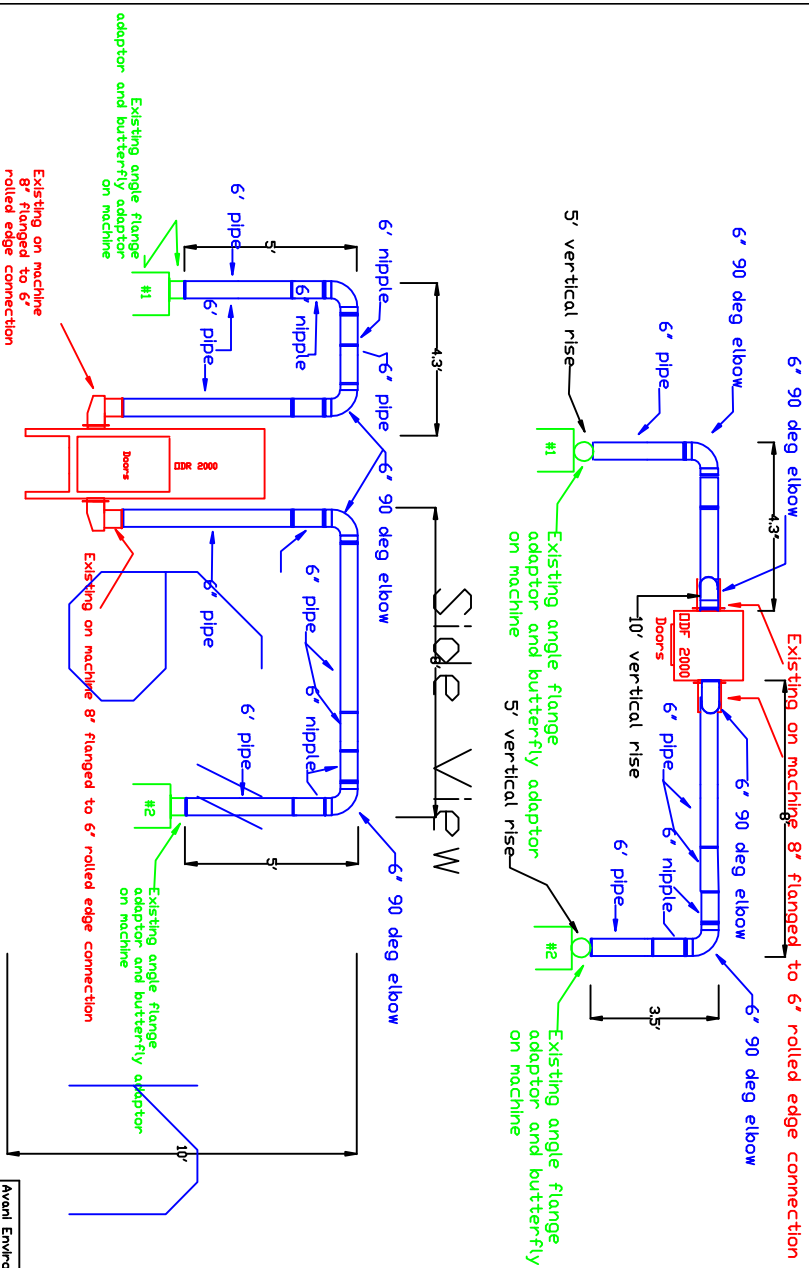 Existing on machine 8" flanged to 6" rolled edge connection
6" 90 deg elbow
6" 90 deg elbow
6" pipe
5' vertical rise
4.3'
#1
ODF 2000
Doors
10' vertical rise
Existing angle flange
adaptor and butterfly adaptor
on machine
6" pipe
6" nipple
6" 90 deg elbow
8'
6' pipe
5' vertical rise
#2
3.5'
6" 90 deg elbow
Existing angle flange
adaptor and butterfly
on machine
Side View
6' nipple
6" pipe
6" 90 deg elbow
4.3'
8'
6' pipe
5'
6" nipple
6' pipe
#1
Existing angle flange
adaptor and butterfly adaptor
on machine
Existing on machine
8" flanged to 6"
rolled edge connection
DDR 2000
Doors
6" pipe
6" pipe
6" nipple
6' pipe
6" 90 deg elbow
5'
#2
Existing on machine 8" flanged to 6" rolled edge connection
Existing angle flange
adaptor and butterfly adaptor
on machine
10'
Avani Enviro